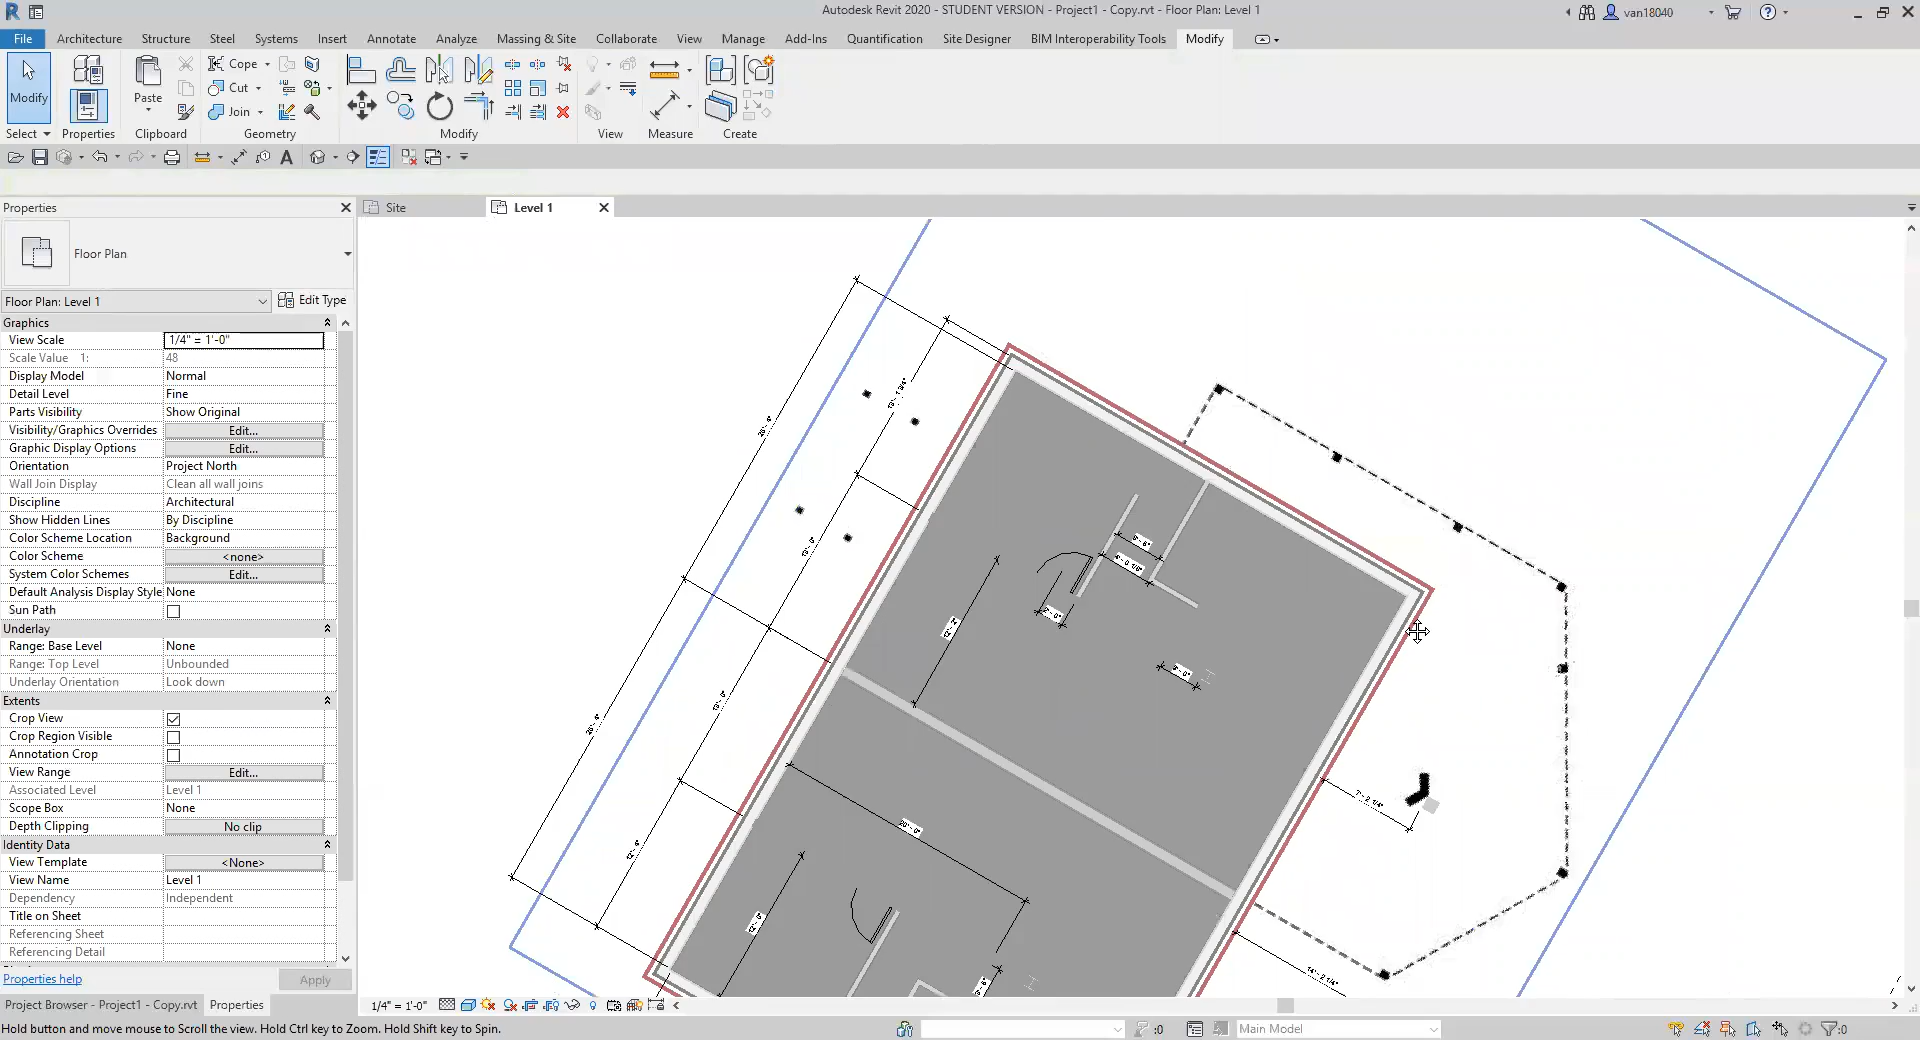 Autodesk Revit 2020 - STUDENT VERSION - Project1 - Copy.rvt - Floor Plan: Level 1
van18040
File Architecture Structure Steel Systems Insert Annotate Analyze Massing & Site Collaborate View Manage Add-Ins Quantification Site Designer BIM Interoperability Tools Modify
Modify
Paste
Cope
Cut
Join
Select Properties Clipboard Geometry Modify View Measure Create
Properties
Site
Level 1
Floor Plan
Floor Plan: Level 1
Edit Type
Graphics
View Scale 1/4" = 1'-0"
Scale Value 1: 48
Display Model Normal
Detail Level Fine
Parts Visibility Show Original
Visibility/Graphics Overrides Edit...
Graphic Display Options Edit...
Orientation Project North
Wall Join Display Clean all wall joins
Discipline Architectural
Show Hidden Lines By Discipline
Color Scheme Location Background
Color Scheme <none>
System Color Schemes Edit...
Default Analysis Display Style None
Sun Path
Underlay
Range: Base Level None
Range: Top Level Unbounded
Underlay Orientation Look down
Extents
Crop View
Crop Region Visible
Annotation Crop
View Range Edit...
Associated Level Level 1
Scope Box None
Depth Clipping No clip
Identity Data
View Template <None>
View Name Level 1
Dependency Independent
Title on Sheet
Referencing Sheet
Referencing Detail
Properties help
Apply
Project Browser - Project1 - Copy.rvt Properties
1/4" = 1'-0"
Hold button and move mouse to Scroll the view. Hold Ctrl key to Zoom. Hold Shift key to Spin.
:0
Main Model
:0
20' - 0"
7' - 2 1/4"
14' - 2 1/4"